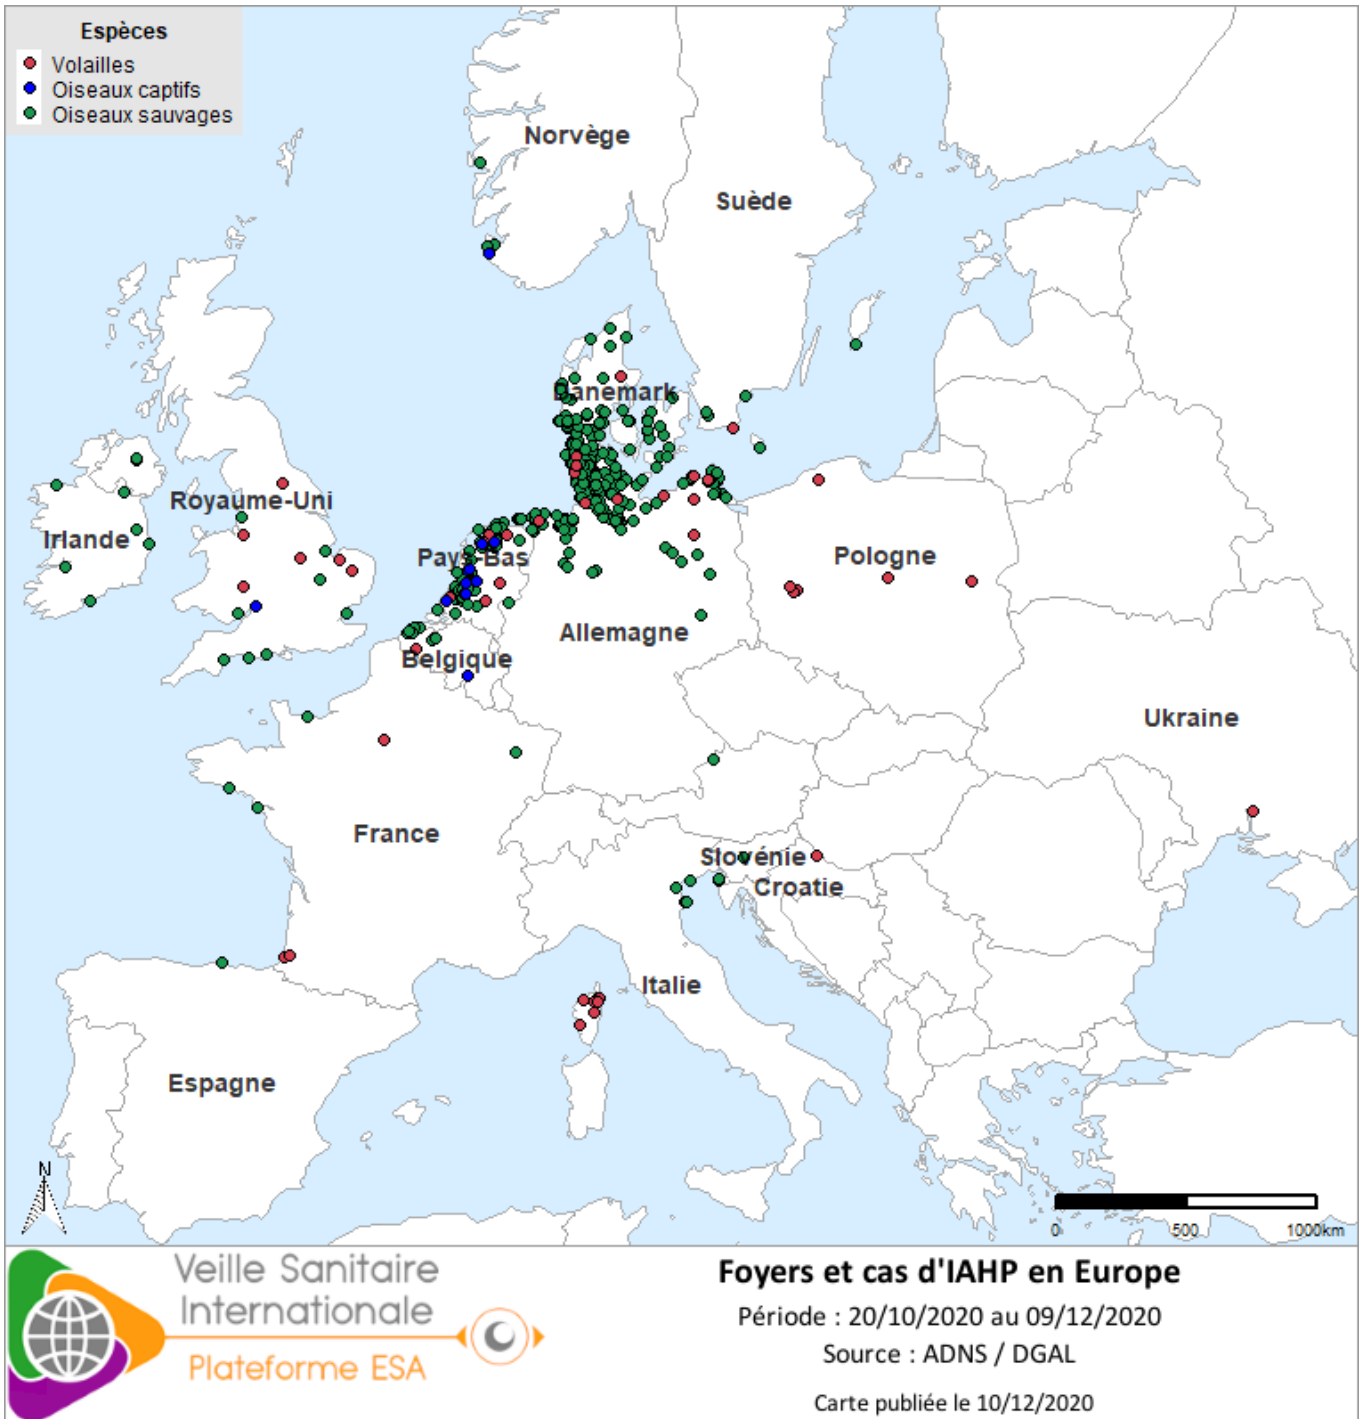 Espèces
Volailles
Oiseaux captifs
Oiseaux sauvages
Norvège
Suède
Danemark
Royaume-Uni
Irlande
Pays-Bas
Pologne
Allemagne
Belgique
Ukraine
France
Slovénie
Croatie
Italie
Espagne
N
0 500 1000km
Veille Sanitaire
Internationale
Plateforme ESA
Foyers et cas d'IAHP en Europe
Période : 20/10/2020 au 09/12/2020
Source : ADNS / DGAL
Carte publiée le 10/12/2020